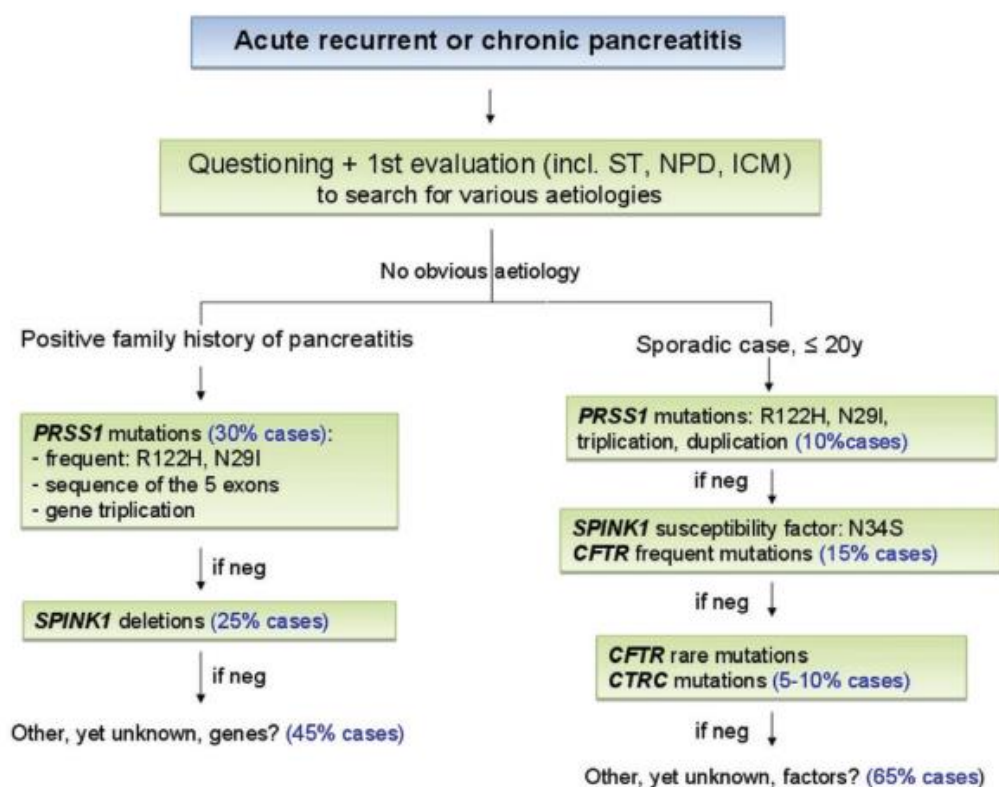 Acute recurrent or chronic pancreatitis
Questioning + 1st evaluation (incl. ST, NPD, ICM)
to search for various aetiologies
No obvious aetiology
Positive family history of pancreatitis
PRSS1 mutations (30% cases):
- frequent: R122H, N29I
- sequence of the 5 exons
- gene triplication
if neg
SPINK1 deletions (25% cases)
if neg
Other, yet unknown, genes? (45% cases)
Sporadic case, ≤ 20y
PRSS1 mutations: R122H, N29I,
triplication, duplication (10%cases)
if neg
SPINK1 susceptibility factor: N34S
CFTR frequent mutations (15% cases)
if neg
CFTR rare mutations
CTRC mutations (5-10% cases)
if neg
Other, yet unknown, factors? (65% cases)